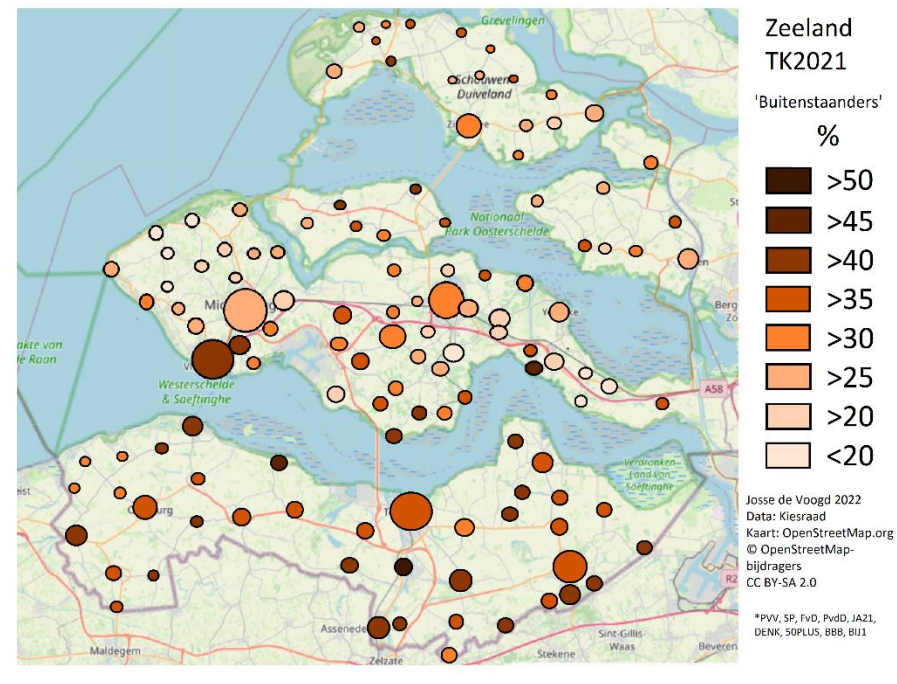 Zeeland
TK2021
'Buitenstaanders'
%
>50
>45
>40
>35
>30
>25
>20
<20
Josse de Voogd 2022
Data: Kiesraad
Kaart: OpenStreetMap.org
© OpenStreetMap-
bijdragers
CC BY-SA 2.0
*PVV, SP, FvD, PvdD, JA21,
DENK, 50PLUS, BBB, BIJ1
Grevelingen
Schouwen
Duiveland
Nationaal
Park Oosterschelde
Westerschelde
& Saeftinghe
de Raan
A58
Verdronken
Land van
Saeftinghe
Assenede
Maldegem
Zelzate
Stekene
Sint-Gillis-
Waas
Beveren